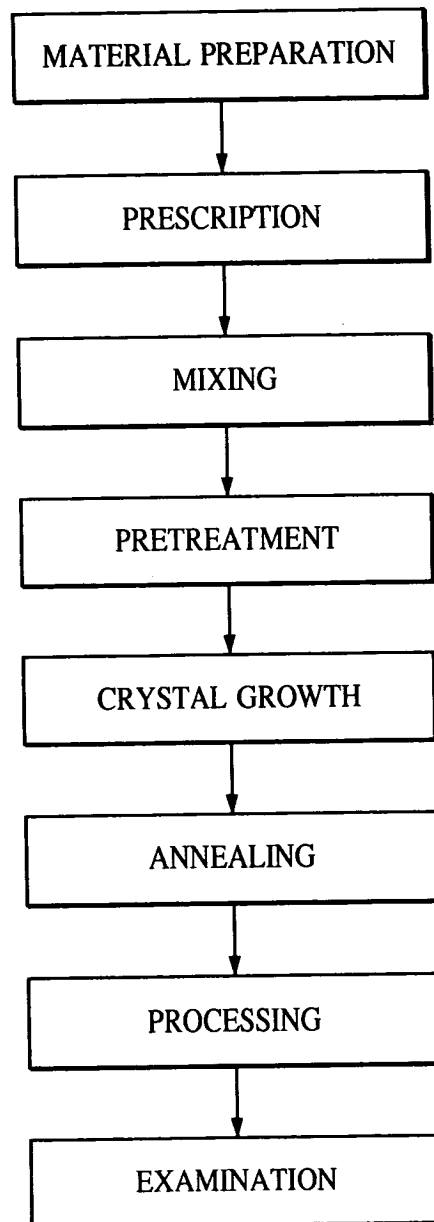 MATERIAL PREPARATION
PRESCRIPTION
MIXING
PRETREATMENT
CRYSTAL GROWTH
ANNEALING
PROCESSING
EXAMINATION